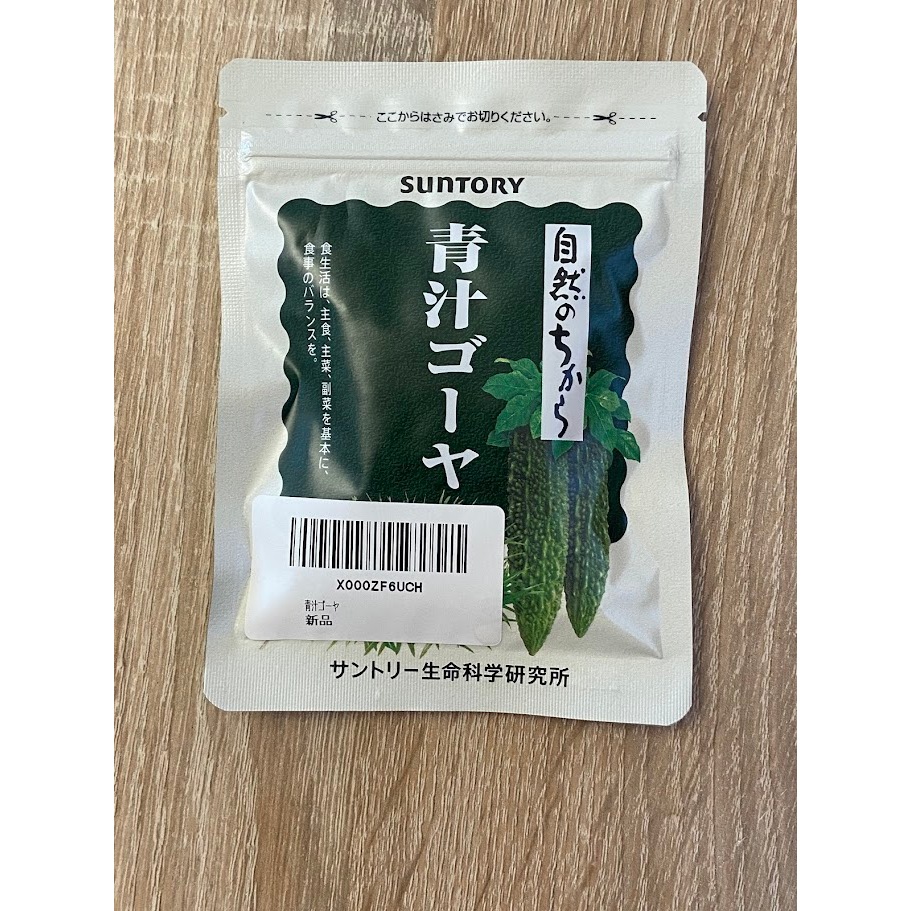 ここからはさみでお切りください。
SUNTORY
自然のちから
青汁ゴーヤ
食生活は、主食、主菜、副菜を基本に、
食事のバランスを。
X000ZF6UCH
青汁ゴーヤ
新品
サントリー生命科学研究所